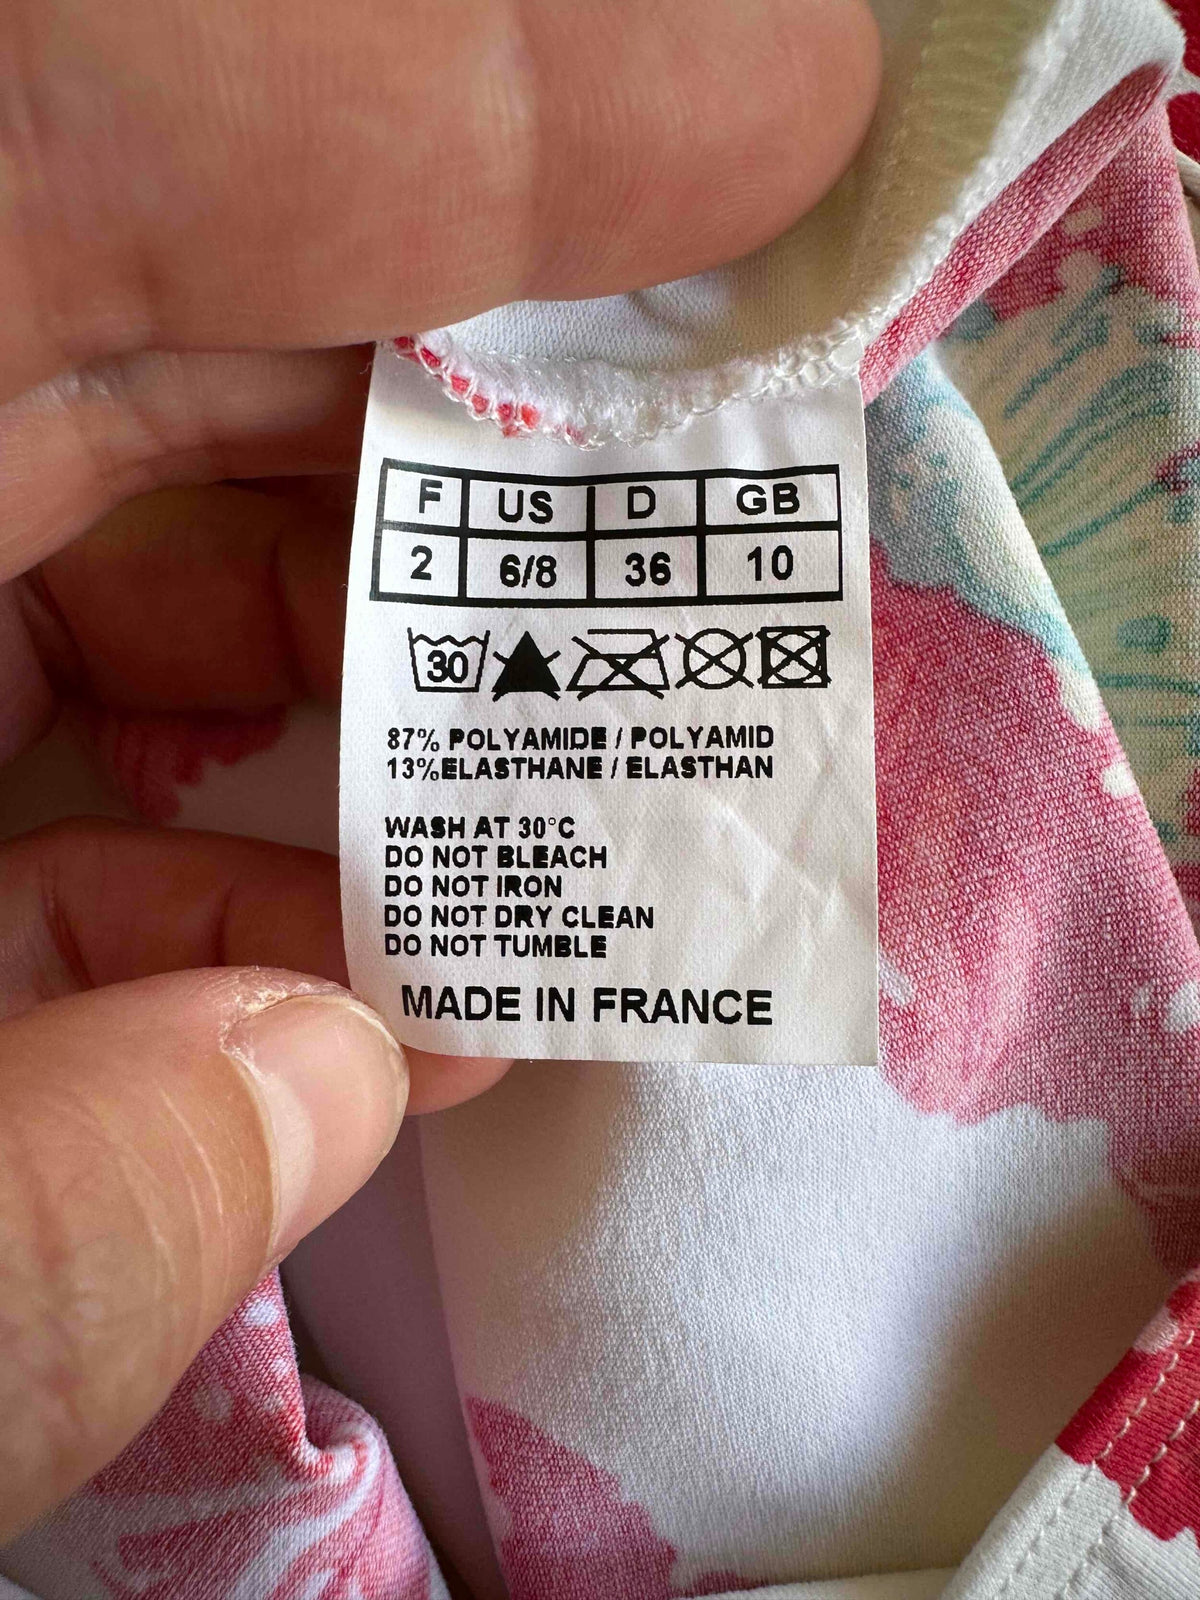 F US D GB
2 6/8 36 10
30
87% POLYAMIDE / POLYAMID
13%ELASTHANE / ELASTHAN
WASH AT 30°C
DO NOT BLEACH
DO NOT IRON
DO NOT DRY CLEAN
DO NOT TUMBLE
MADE IN FRANCE